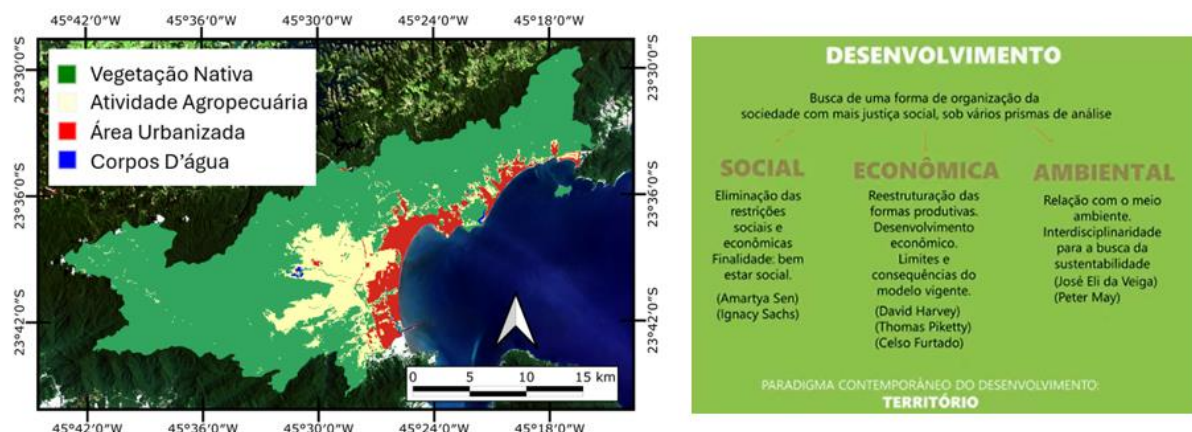 45°42'0"W 45°36'0"W 45°30'0"W 45°24'0"W 45°18'0"W
23°30'0"S
23°36'0"S
23°42'0"S
Vegetação Nativa
Atividade Agropecuária
Área Urbanizada
Corpos D'água
23°30'0"S
23°36'0"S
23°42'0"S
0 5 10 15 km
45°42'0"W 45°36'0"W 45°30'0"W 45°24'0"W 45°18'0"W
DESENVOLVIMENTO
Busca de uma forma de organização da
sociedade com mais justiça social, sob vários prismas de análise
SOCIAL
Eliminação das
restrições
sociais e
econômicas
Finalidade: bem
estar social.
(Amartya Sen)
(Ignacy Sachs)
ECONÔMICA
Reestruturação das
formas produtivas.
Desenvolvimento
econômico.
Limites e
consequências do
modelo vigente.
(David Harvey)
(Thomas Piketty)
(Celso Furtado)
AMBIENTAL
Relação com o meio
ambiente.
Interdisciplinaridade
para a busca da
sustentabilidade
(José Eli da Veiga)
(Peter May)
PARADIGMA CONTEMPORÂNEO DO DESENVOLVIMENTO:
TERRITÓRIO